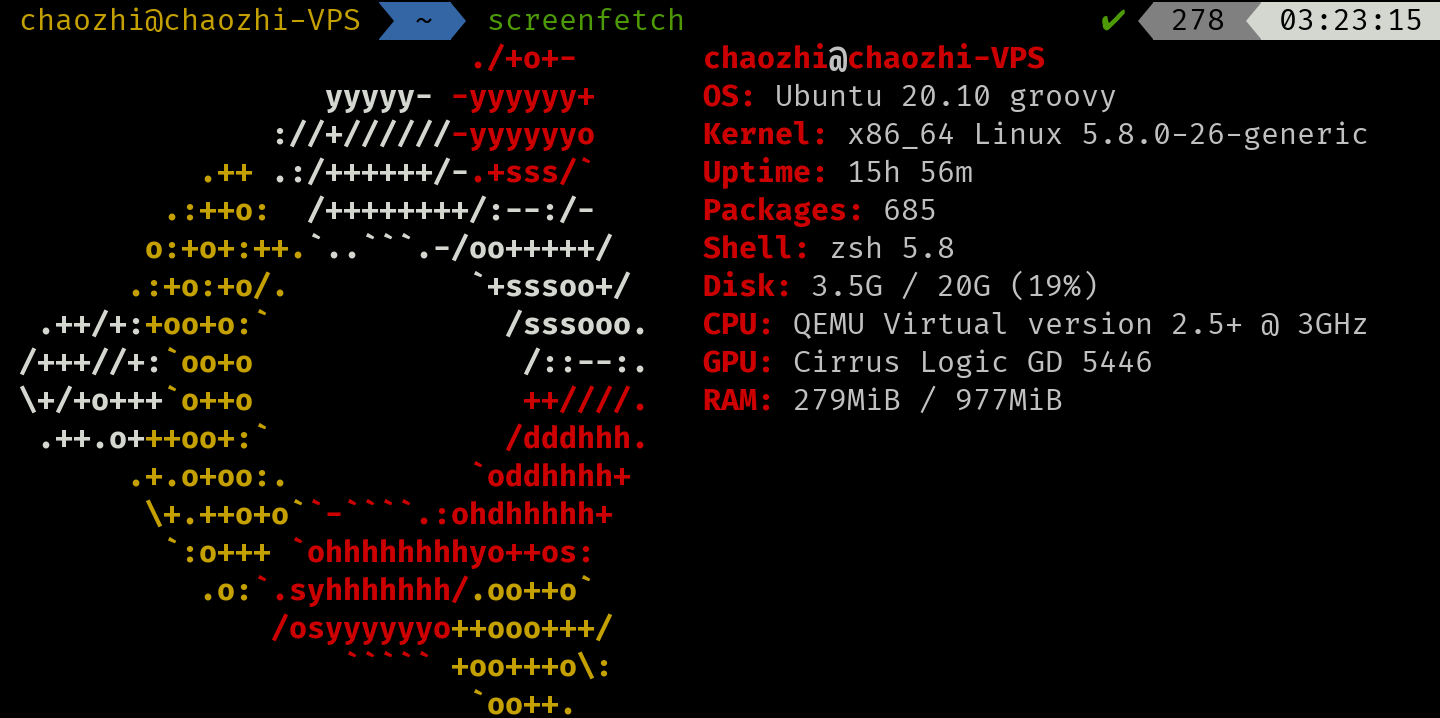 chaozhi@chaozhi-VPS  ~  screenfetch ✔ 278 03:23:15
                         ./+o+-       chaozhi@chaozhi-VPS
                 yyyyy- -yyyyyy+      OS: Ubuntu 20.10 groovy
              ://+//////-yyyyyyo      Kernel: x86_64 Linux 5.8.0-26-generic
          .++ .:/++++++/-.+sss/`      Uptime: 15h 56m
        .:++o:  /++++++++/:--:/-      Packages: 685
       o:+o+:++.`..```.-/oo+++++/     Shell: zsh 5.8
      .:+o:+o/.          `+sssoo+/    Disk: 3.5G / 20G (19%)
 .++/+:+oo+o:`             /sssooo.   CPU: QEMU Virtual version 2.5+ @ 3GHz
/+++//+:`oo+o               /::--:.   GPU: Cirrus Logic GD 5446
\+/+o+++`o++o               ++////.   RAM: 279MiB / 977MiB
 .++.o+++oo+:`             /dddhhh.
      .+.o+oo:.          `oddhhhh+
       \+.++o+o``-````.:ohdhhhhh+
        `:o+++ `ohhhhhhhhyo++os:
          .o:`.syhhhhhhh/.oo++o`
              /osyyyyyyo++ooo+++/
                  ````` +oo+++o\:
                         `oo++.